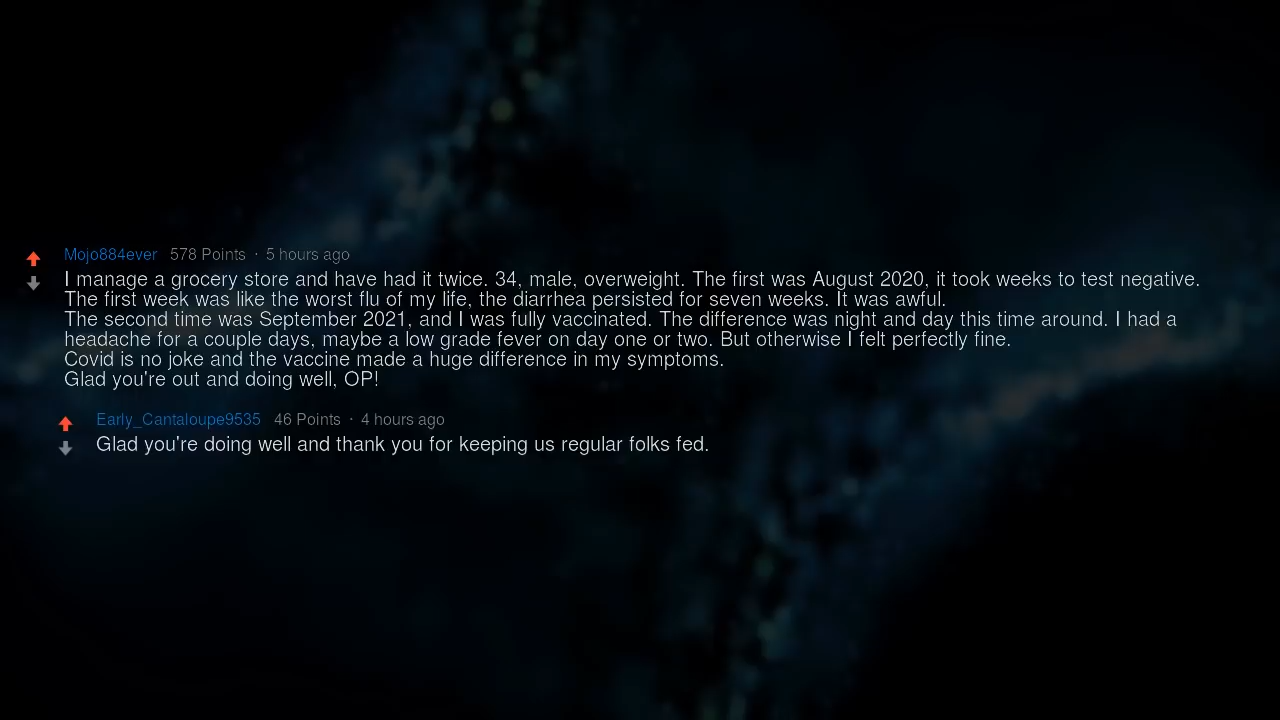 Mojo884ever 578 Points · 5 hours ago
I manage a grocery store and have had it twice. 34, male, overweight. The first was August 2020, it took weeks to test negative.
The first week was like the worst flu of my life, the diarrhea persisted for seven weeks. It was awful.
The second time was September 2021, and I was fully vaccinated. The difference was night and day this time around. I had a
headache for a couple days, maybe a low grade fever on day one or two. But otherwise I felt perfectly fine.
Covid is no joke and the vaccine made a huge difference in my symptoms.
Glad you're out and doing well, OP!
Early_Cantaloupe9535 46 Points · 4 hours ago
Glad you're doing well and thank you for keeping us regular folks fed.